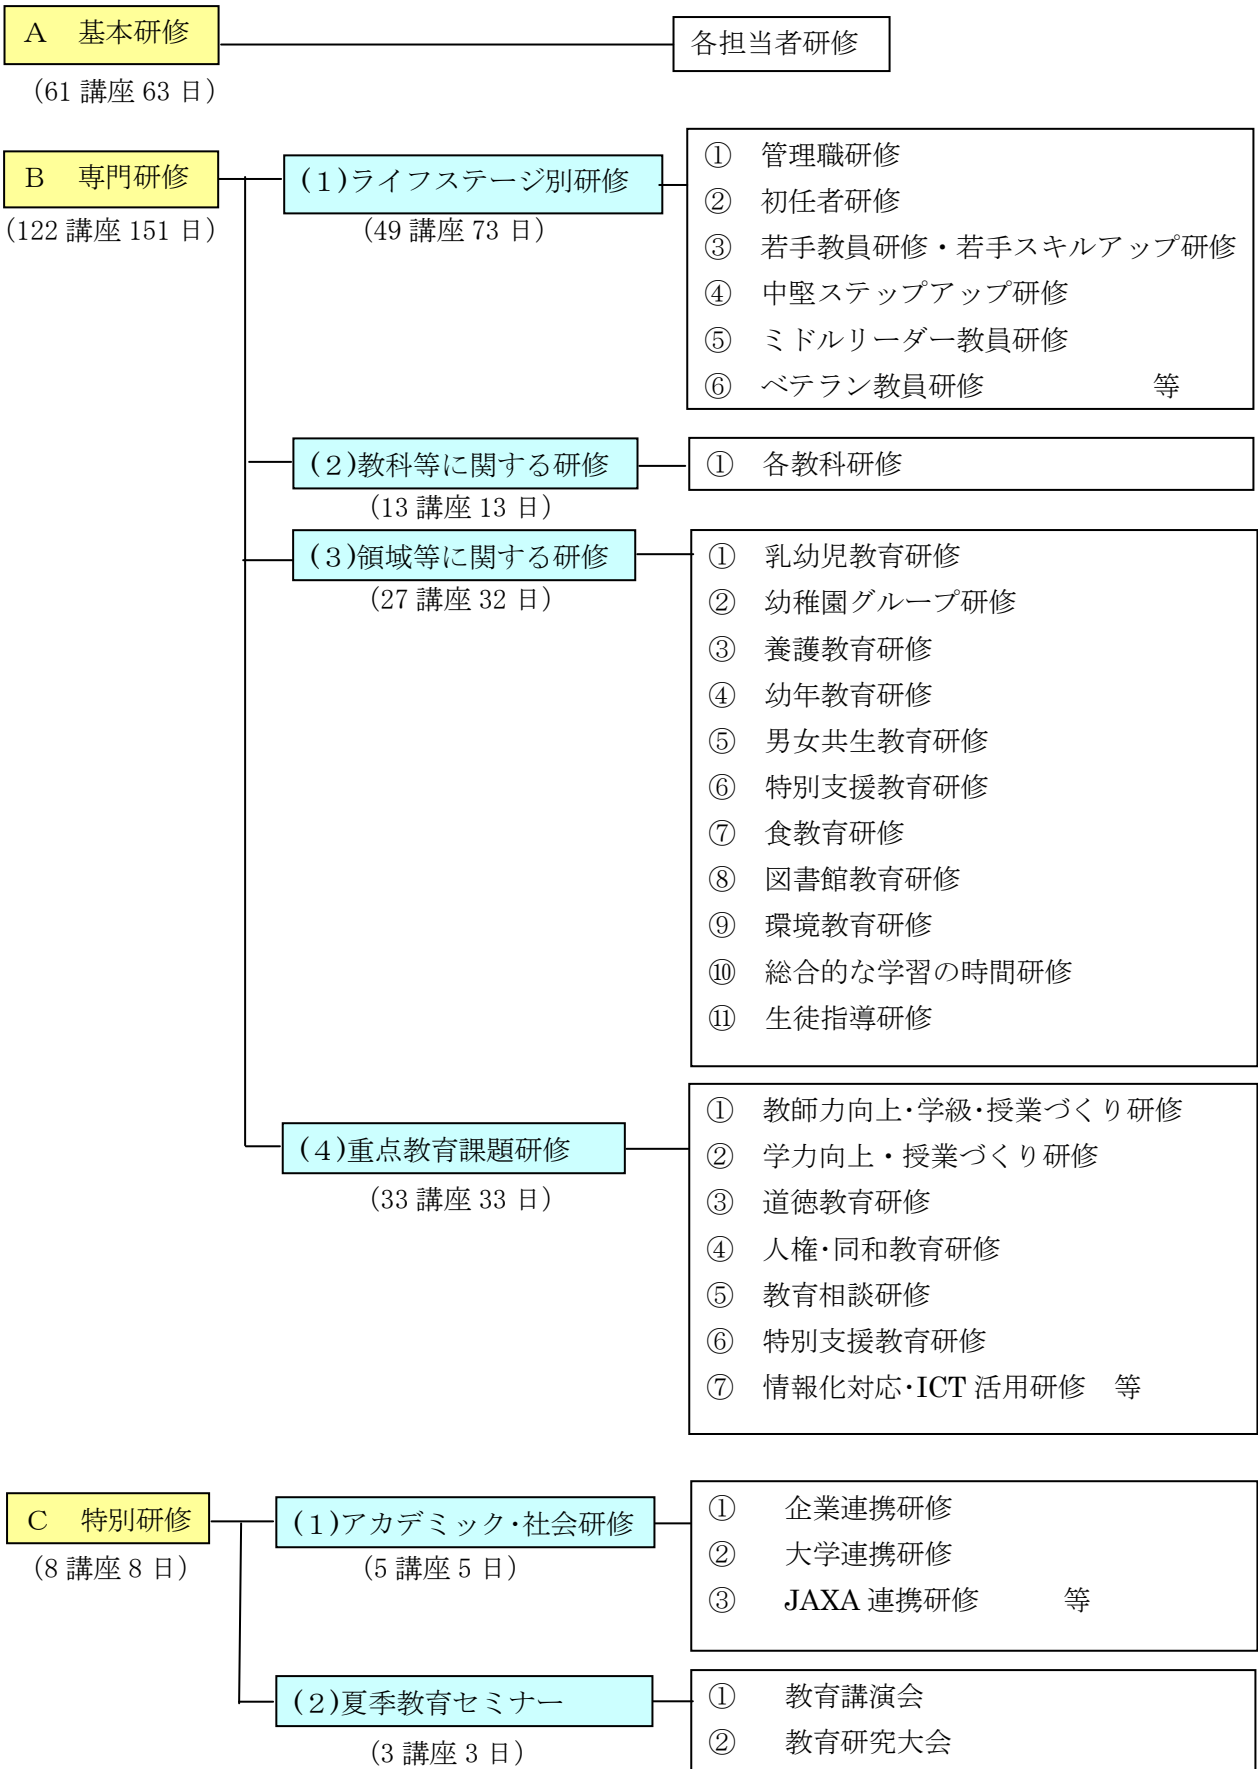 A　基本研修
各担当者研修
（61 講座 63 日）
B　専門研修
（122 講座 151 日）
(１)ライフステージ別研修
（49 講座 73 日）
①　管理職研修
②　初任者研修
③　若手教員研修・若手スキルアップ研修
④　中堅ステップアップ研修
⑤　ミドルリーダー教員研修
⑥　ベテラン教員研修　等
(２)教科等に関する研修
（13 講座 13 日）
①　各教科研修
(３)領域等に関する研修
（27 講座 32 日）
①　乳幼児教育研修
②　幼稚園グループ研修
③　養護教育研修
④　幼年教育研修
⑤　男女共生教育研修
⑥　特別支援教育研修
⑦　食教育研修
⑧　図書館教育研修
⑨　環境教育研修
⑩　総合的な学習の時間研修
⑪　生徒指導研修
(４)重点教育課題研修
（33 講座 33 日）
①　教師力向上･学級･授業づくり研修
②　学力向上・授業づくり研修
③　道徳教育研修
④　人権･同和教育研修
⑤　教育相談研修
⑥　特別支援教育研修
⑦　情報化対応･ICT 活用研修　等
C　特別研修
（8 講座 8 日）
(１)アカデミック･社会研修
（5 講座 5 日）
①　企業連携研修
②　大学連携研修
③　JAXA 連携研修　等
(２)夏季教育セミナー
（3 講座 3 日）
①　教育講演会
②　教育研究大会